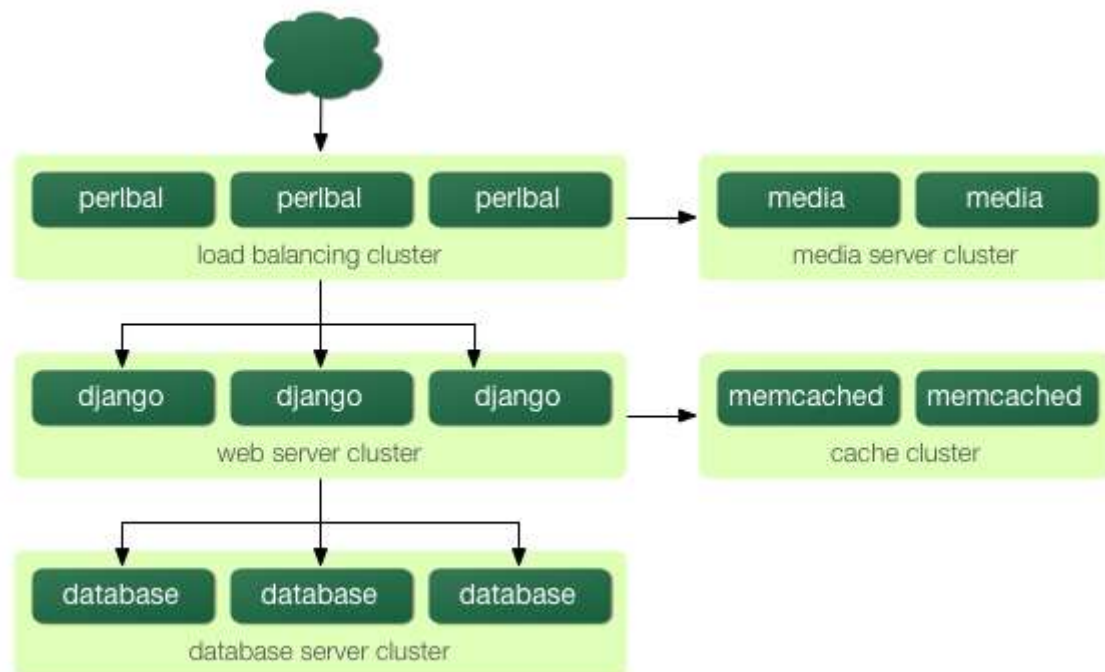 perlbal perlbal perlbal
load balancing cluster
media media
media server cluster
django django django
web server cluster
memcached memcached
cache cluster
database database database
database server cluster